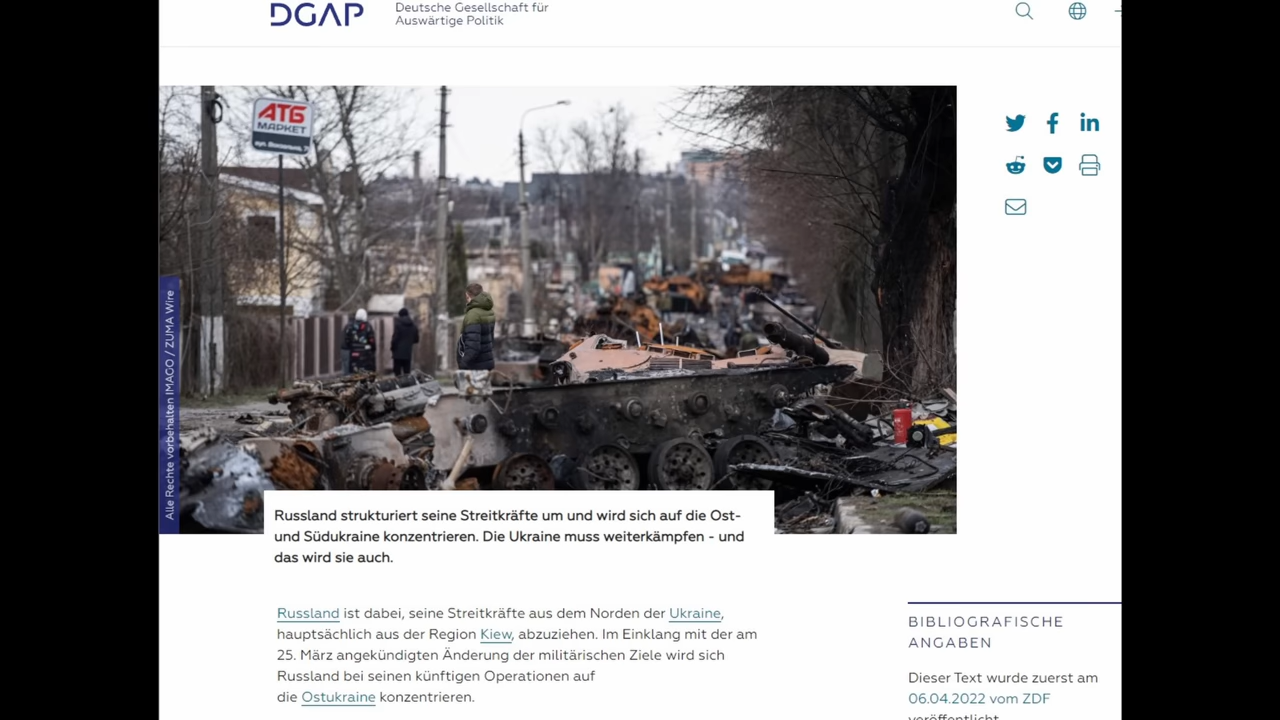 DGAP
Deutsche Gesellschaft für
Auswärtige Politik
АТБ
МАРКЕТ
Alle Rechte vorbehalten IMAGO / ZUMA Wire
Russland strukturiert seine Streitkräfte um und wird sich auf die Ost-
und Südukraine konzentrieren. Die Ukraine muss weiterkämpfen - und
das wird sie auch.
Russland ist dabei, seine Streitkräfte aus dem Norden der Ukraine,
hauptsächlich aus der Region Kiew, abzuziehen. Im Einklang mit der am
25. März angekündigten Änderung der militärischen Ziele wird sich
Russland bei seinen künftigen Operationen auf
die Ostukraine konzentrieren.
BIBLIOGRAFISCHE
ANGABEN
Dieser Text wurde zuerst am
06.04.2022 vom ZDF
veröffentlicht